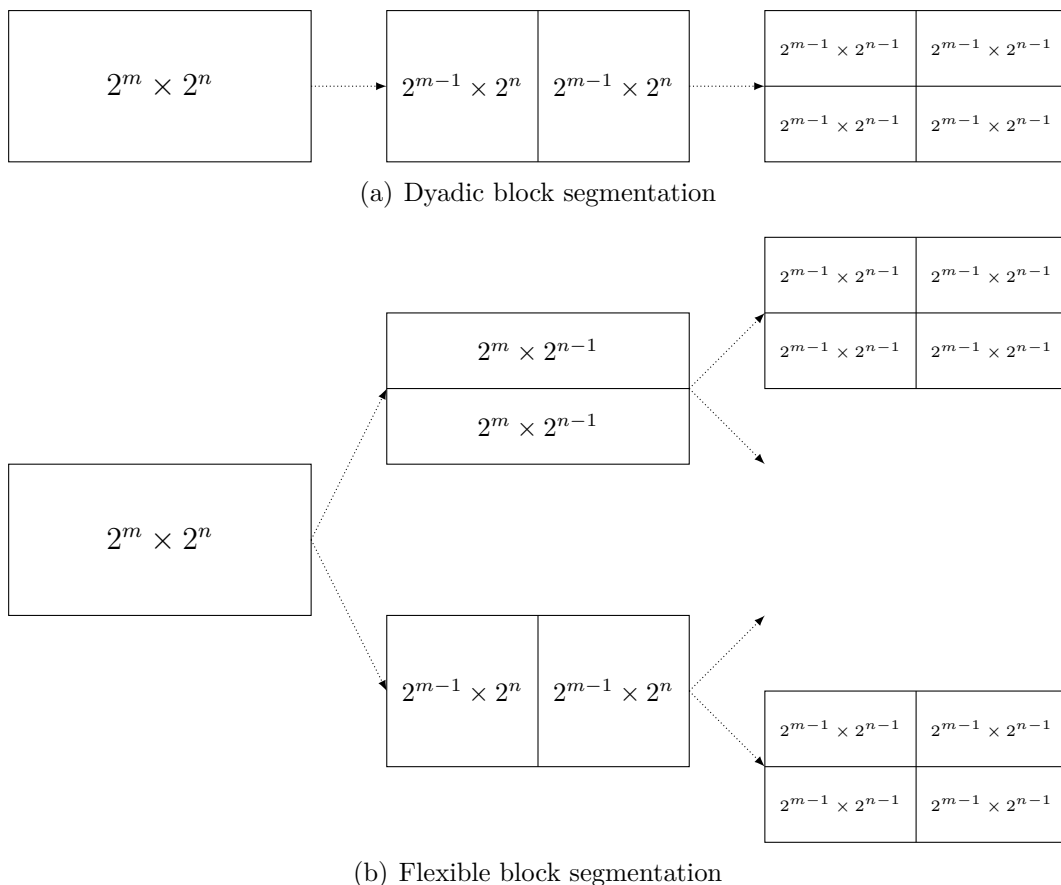 2^m × 2^n
2^{m−1} × 2^n
2^{m−1} × 2^n
2^{m−1} × 2^{n−1}
2^{m−1} × 2^{n−1}
2^{m−1} × 2^{n−1}
2^{m−1} × 2^{n−1}
(a) Dyadic block segmentation
2^m × 2^n
2^m × 2^{n−1}
2^m × 2^{n−1}
2^{m−1} × 2^{n−1}
2^{m−1} × 2^{n−1}
2^{m−1} × 2^{n−1}
2^{m−1} × 2^{n−1}
2^{m−1} × 2^n
2^{m−1} × 2^n
2^{m−1} × 2^{n−1}
2^{m−1} × 2^{n−1}
2^{m−1} × 2^{n−1}
2^{m−1} × 2^{n−1}
(b) Flexible block segmentation